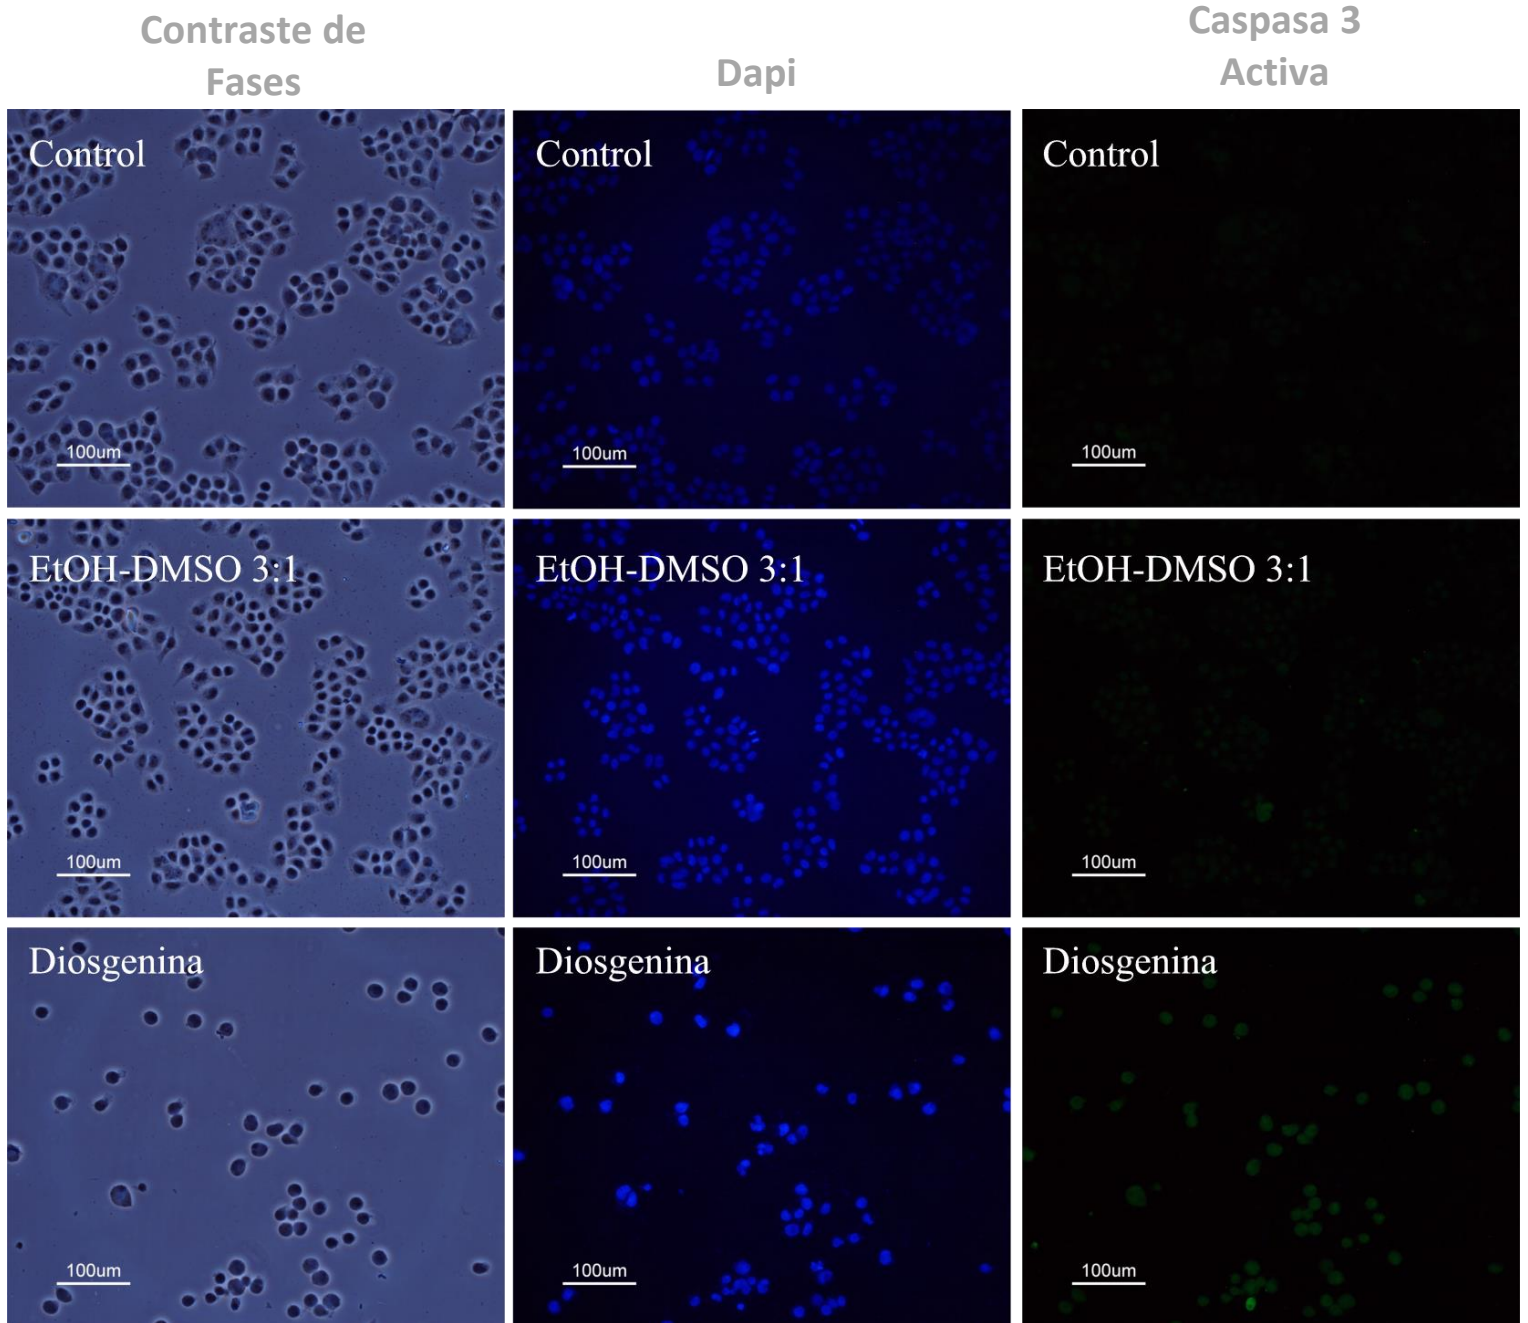 Contraste de
Fases
Dapi
Caspasa 3
Activa
Control
Control
Control
100um
100um
100um
EtOH-DMSO 3:1
EtOH-DMSO 3:1
EtOH-DMSO 3:1
100um
100um
100um
Diosgenina
Diosgenina
Diosgenina
100um
100um
100um